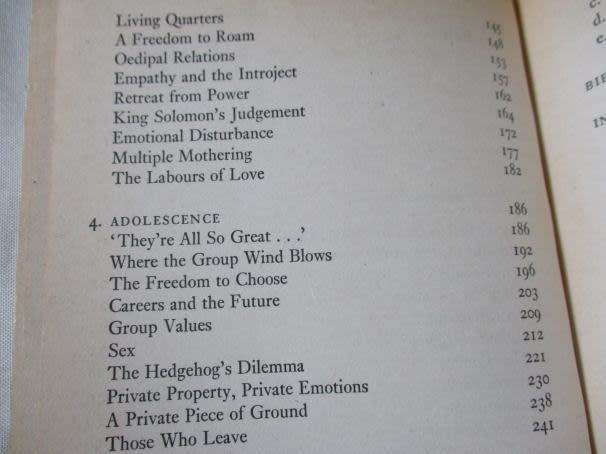 Living Quarters 145
A Freedom to Roam 148
Oedipal Relations 153
Empathy and the Introject 157
Retreat from Power 162
King Solomon's Judgement 164
Emotional Disturbance 172
Multiple Mothering 177
The Labours of Love 182
4. ADOLESCENCE 186
'They're All So Great . . .' 186
Where the Group Wind Blows 192
The Freedom to Choose 196
Careers and the Future 203
Group Values 209
Sex 212
The Hedgehog's Dilemma 221
Private Property, Private Emotions 230
A Private Piece of Ground 238
Those Who Leave 241
d.
e.